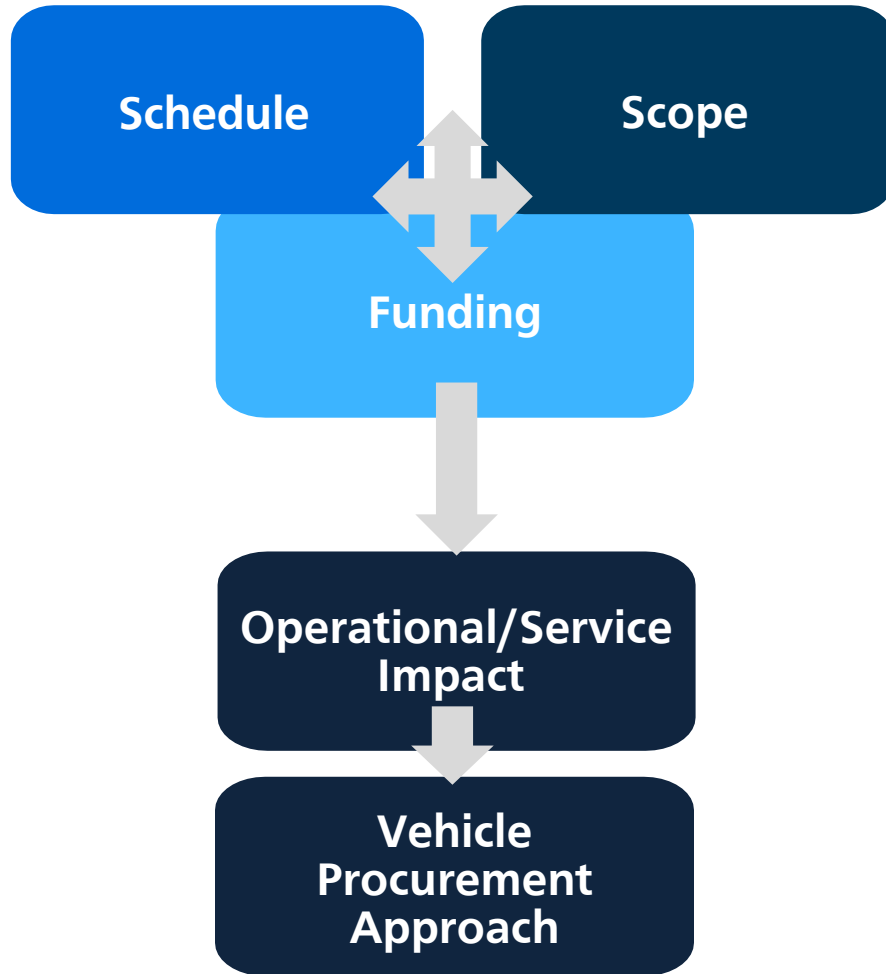 Schedule
Scope
Funding
Operational/Service
Impact
Vehicle
Procurement
Approach